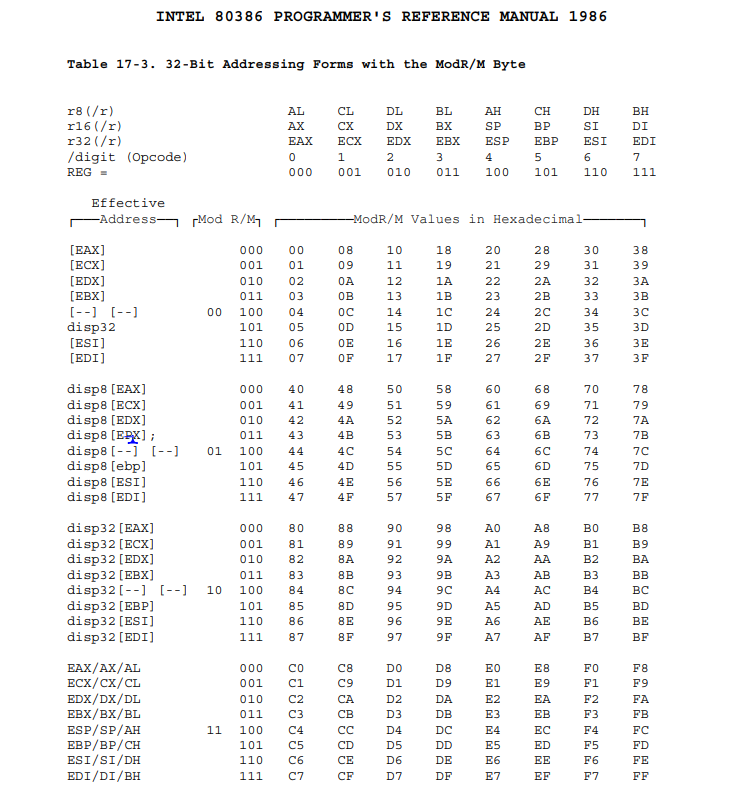 INTEL 80386 PROGRAMMER'S REFERENCE MANUAL 1986
Table 17-3. 32-Bit Addressing Forms with the ModR/M Byte
r8(/r) AL CL DL BL AH CH DH BH
r16(/r) AX CX DX BX SP BP SI DI
r32(/r) EAX ECX EDX EBX ESP EBP ESI EDI
/digit (Opcode) 0 1 2 3 4 5 6 7
REG = 000 001 010 011 100 101 110 111
Effective
Address Mod R/M ModR/M Values in Hexadecimal
[EAX] 000 00 08 10 18 20 28 30 38
[ECX] 001 01 09 11 19 21 29 31 39
[EDX] 010 02 0A 12 1A 22 2A 32 3A
[EBX] 011 03 0B 13 1B 23 2B 33 3B
[--] [--] 00 100 04 0C 14 1C 24 2C 34 3C
disp32 101 05 0D 15 1D 25 2D 35 3D
[ESI] 110 06 0E 16 1E 26 2E 36 3E
[EDI] 111 07 0F 17 1F 27 2F 37 3F
disp8[EAX] 000 40 48 50 58 60 68 70 78
disp8[ECX] 001 41 49 51 59 61 69 71 79
disp8[EDX] 010 42 4A 52 5A 62 6A 72 7A
disp8[EPX]; 011 43 4B 53 5B 63 6B 73 7B
disp8[--] [--] 01 100 44 4C 54 5C 64 6C 74 7C
disp8[ebp] 101 45 4D 55 5D 65 6D 75 7D
disp8[ESI] 110 46 4E 56 5E 66 6E 76 7E
disp8[EDI] 111 47 4F 57 5F 67 6F 77 7F
disp32[EAX] 000 80 88 90 98 A0 A8 B0 B8
disp32[ECX] 001 81 89 91 99 A1 A9 B1 B9
disp32[EDX] 010 82 8A 92 9A A2 AA B2 BA
disp32[EBX] 011 83 8B 93 9B A3 AB B3 BB
disp32[--] [--] 10 100 84 8C 94 9C A4 AC B4 BC
disp32[EBP] 101 85 8D 95 9D A5 AD B5 BD
disp32[ESI] 110 86 8E 96 9E A6 AE B6 BE
disp32[EDI] 111 87 8F 97 9F A7 AF B7 BF
EAX/AX/AL 000 C0 C8 D0 D8 E0 E8 F0 F8
ECX/CX/CL 001 C1 C9 D1 D9 E1 E9 F1 F9
EDX/DX/DL 010 C2 CA D2 DA E2 EA F2 FA
EBX/BX/BL 011 C3 CB D3 DB E3 EB F3 FB
ESP/SP/AH 11 100 C4 CC D4 DC E4 EC F4 FC
EBP/BP/CH 101 C5 CD D5 DD E5 ED F5 FD
ESI/SI/DH 110 C6 CE D6 DE E6 EE F6 FE
EDI/DI/BH 111 C7 CF D7 DF E7 EF F7 FF